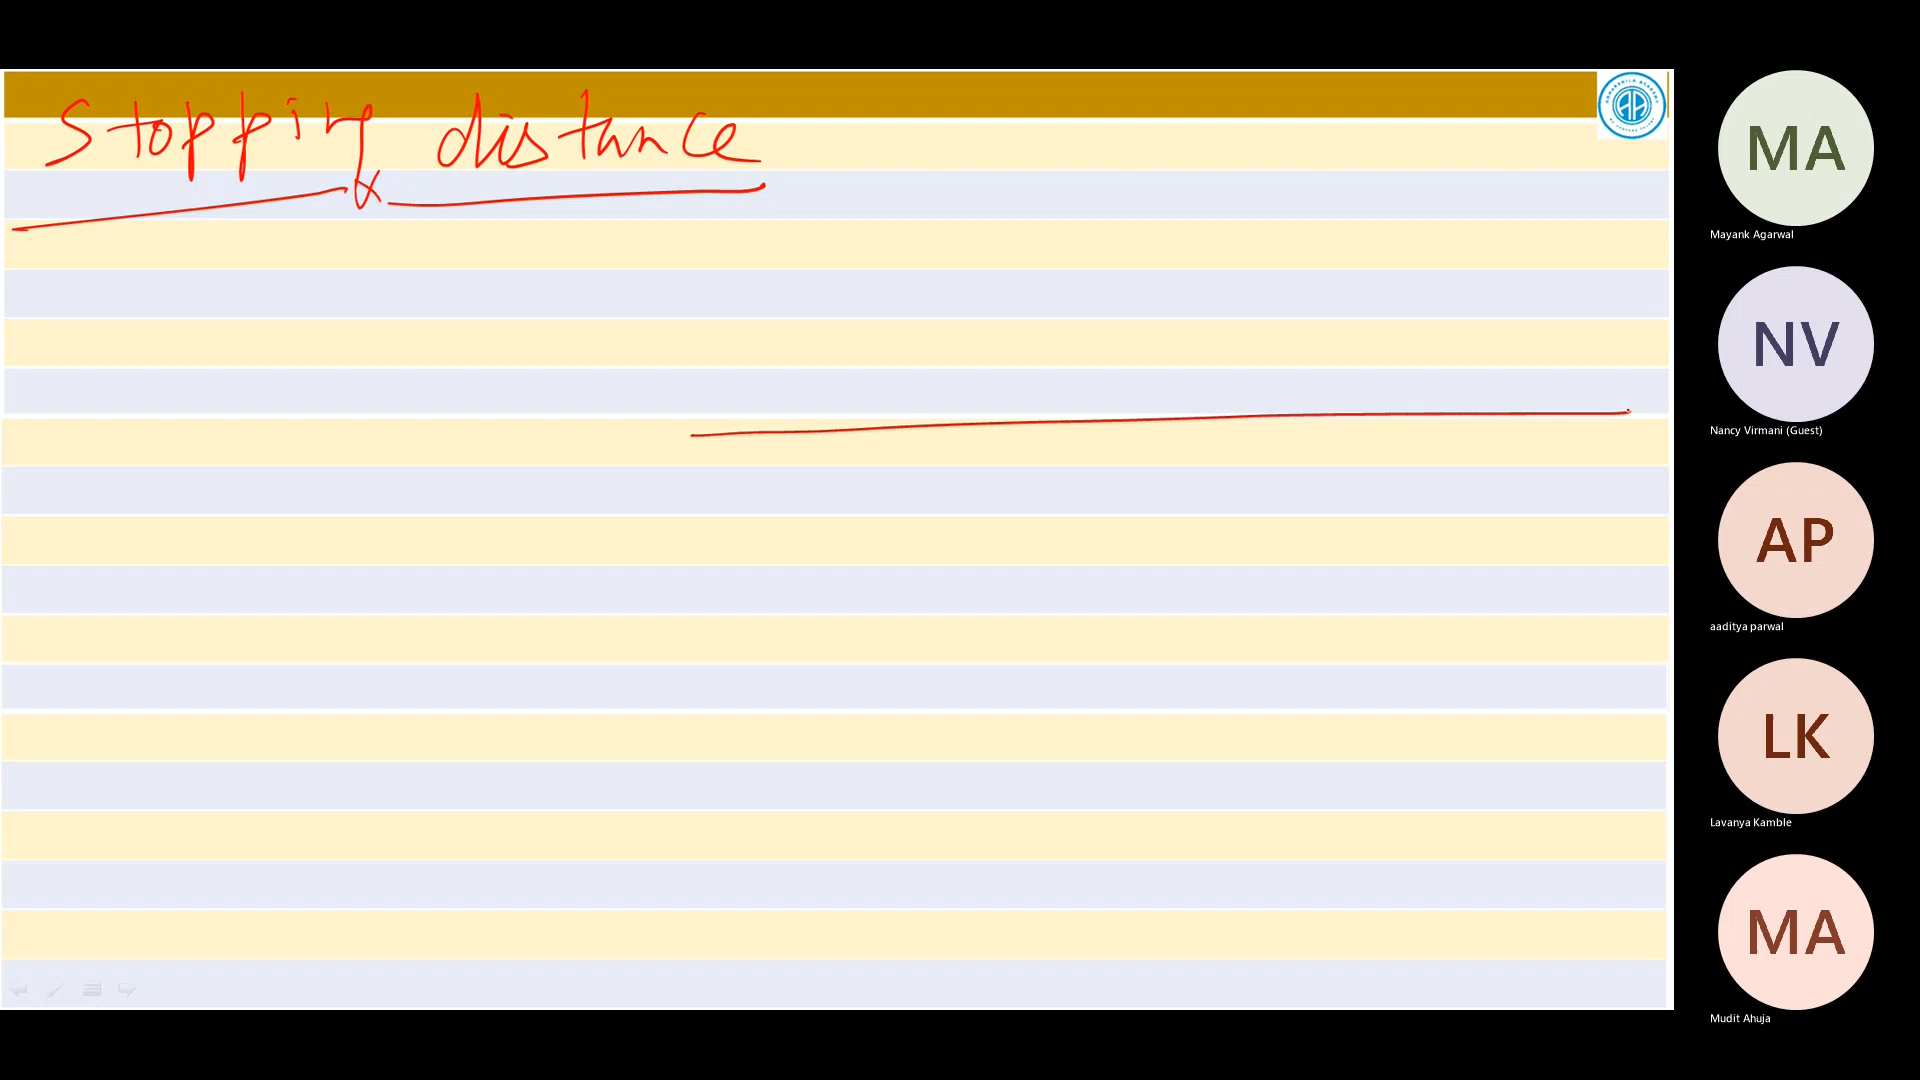 Stopping distance
MA
Mayank Agarwal
NV
Nancy Virmani (Guest)
AP
aaditya parwal
LK
Lavanya Kamble
MA
Mudit Ahuja